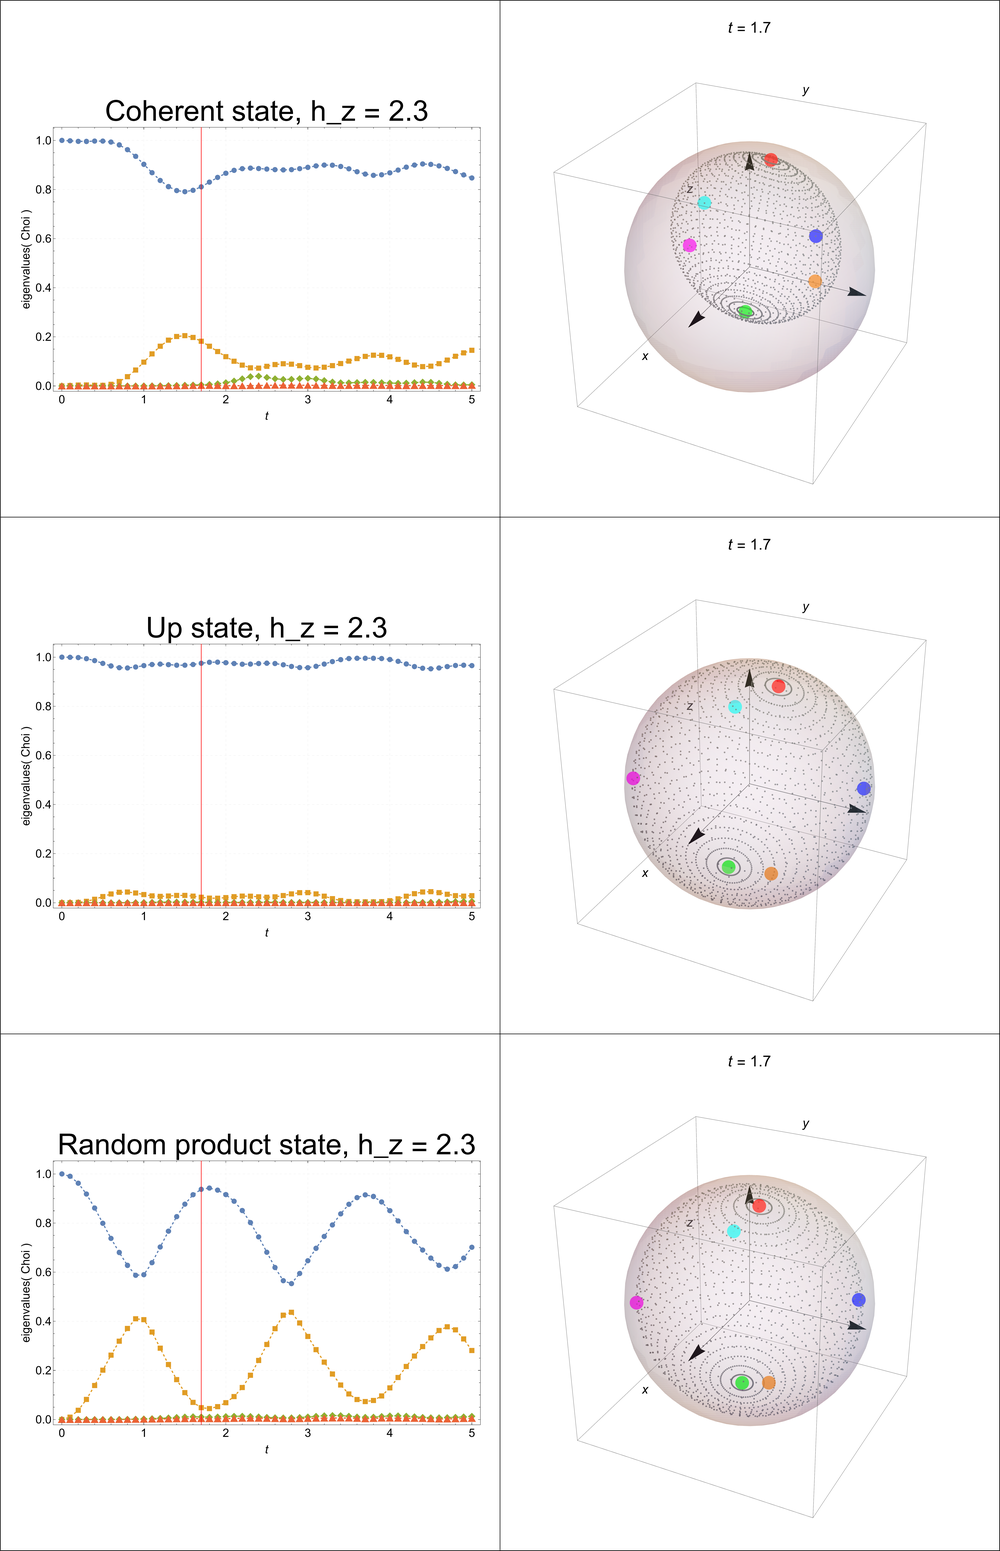 Coherent state, h_z = 2.3
eigenvalues( Choi )
1.0
0.8
0.6
0.4
0.2
0.0
0 1 2 3 4 5
t
t = 1.7
y
z
x
Up state, h_z = 2.3
eigenvalues( Choi )
1.0
0.8
0.6
0.4
0.2
0.0
0 1 2 3 4 5
t
t = 1.7
y
z
x
Random product state, h_z = 2.3
eigenvalues( Choi )
1.0
0.8
0.6
0.4
0.2
0.0
0 1 2 3 4 5
t
t = 1.7
y
z
x